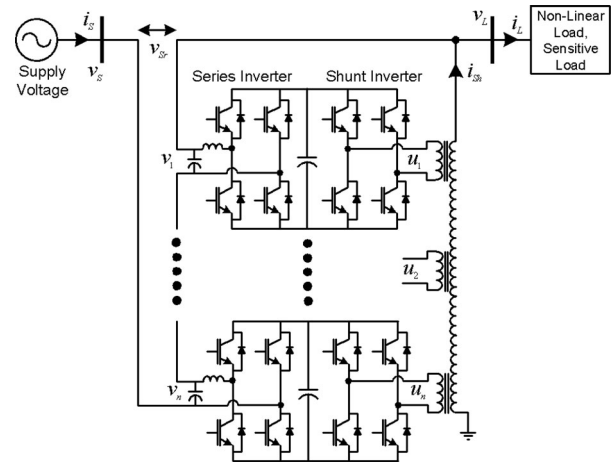 i_S
v_S
Supply
Voltage
v_Sr
v_L
i_L
Non-Linear
Load,
Sensitive
Load
i_Sh
Series Inverter
Shunt Inverter
v_1
u_1
u_2
v_n
u_n